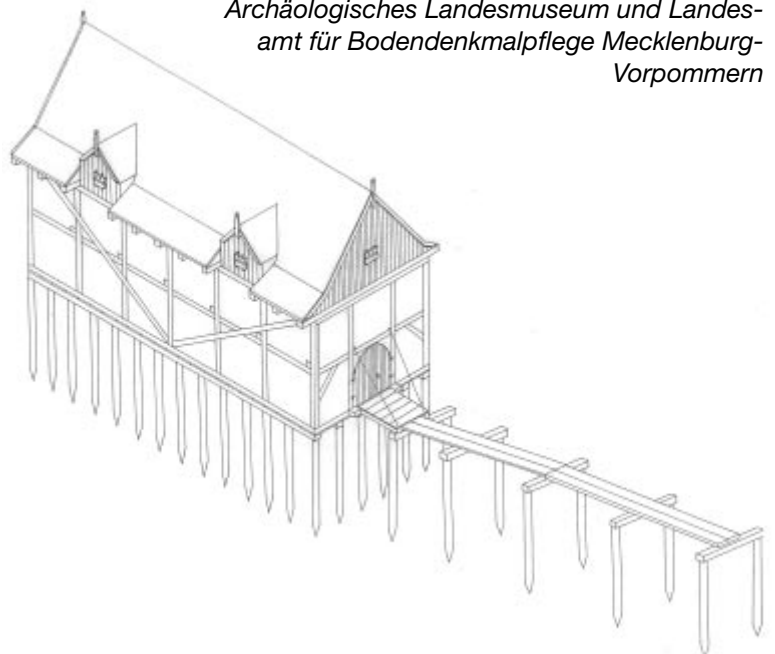 Archäologisches Landesmuseum und Landes-
amt für Bodendenkmalpflege Mecklenburg-
Vorpommern